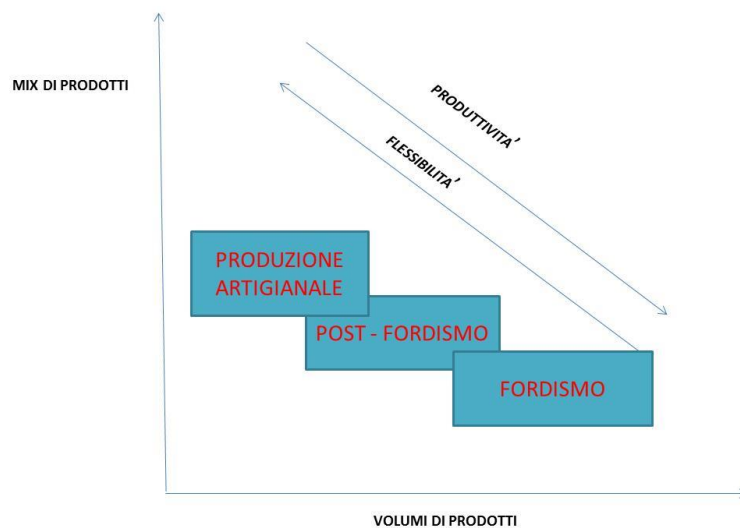 MIX DI PRODOTTI
PRODUTTIVITA’
FLESSIBILITA’
PRODUZIONE
ARTIGIANALE
POST - FORDISMO
FORDISMO
VOLUMI DI PRODOTTI